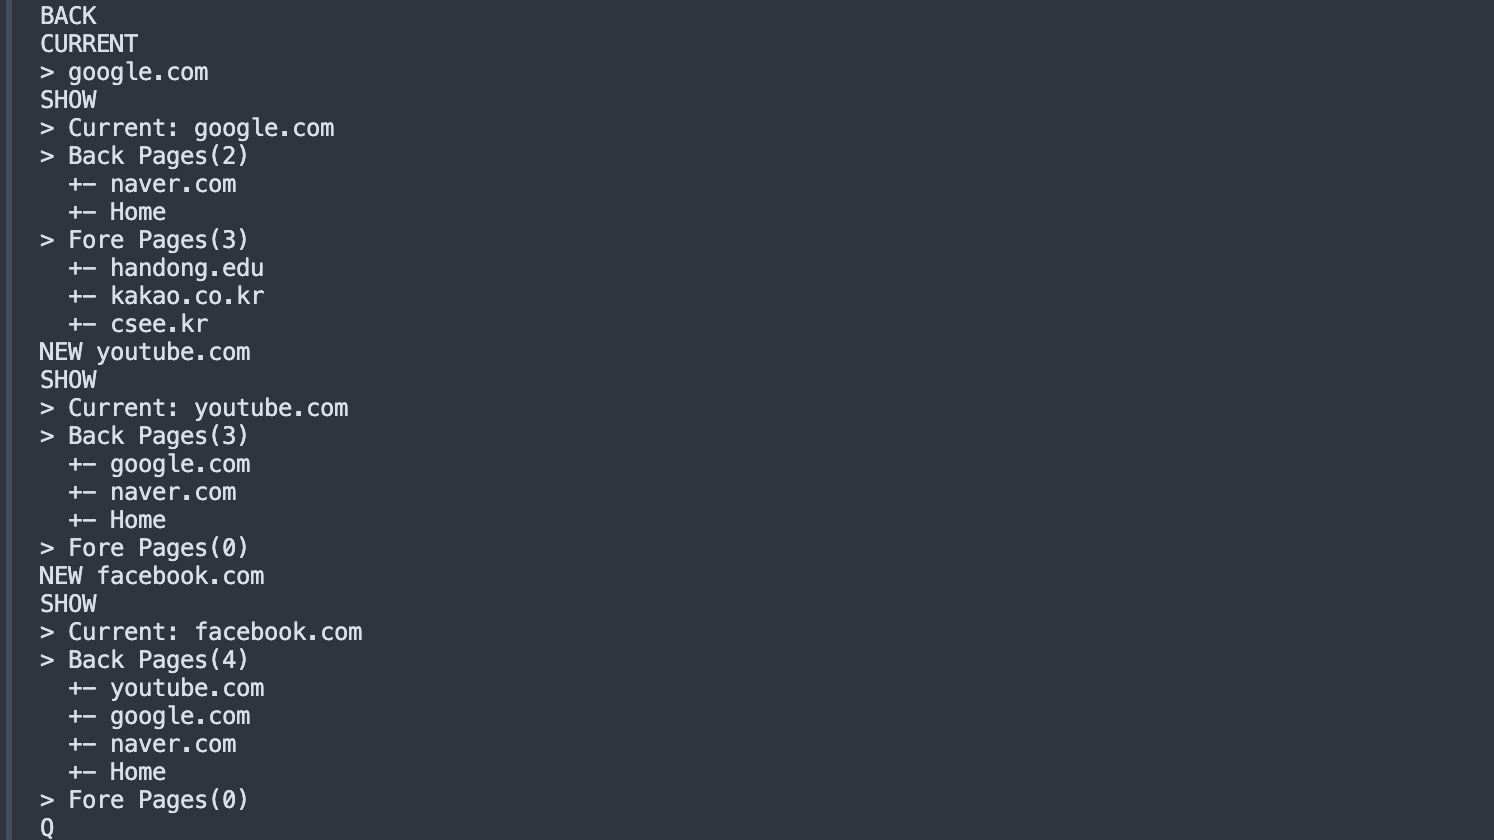 BACK
CURRENT
> google.com
SHOW
> Current: google.com
> Back Pages(2)
  +- naver.com
  +- Home
> Fore Pages(3)
  +- handong.edu
  +- kakao.co.kr
  +- csee.kr
NEW youtube.com
SHOW
> Current: youtube.com
> Back Pages(3)
  +- google.com
  +- naver.com
  +- Home
> Fore Pages(0)
NEW facebook.com
SHOW
> Current: facebook.com
> Back Pages(4)
  +- youtube.com
  +- google.com
  +- naver.com
  +- Home
> Fore Pages(0)
Q